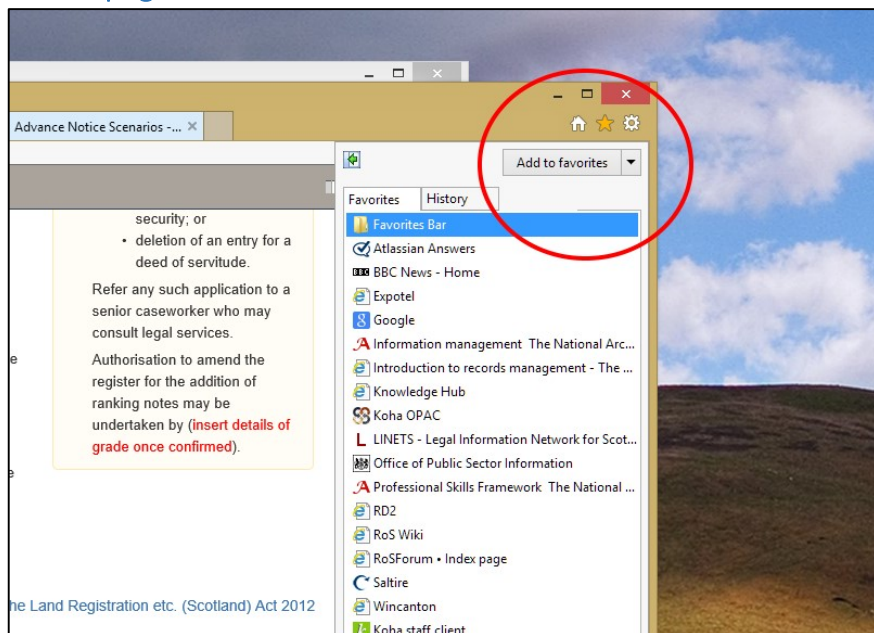 Advance Notice Scenarios -...
Add to favorites
Favorites
History
security; or
• deletion of an entry for a
deed of servitude.
Refer any such application to a
senior caseworker who may
consult legal services.
Authorisation to amend the
register for the addition of
ranking notes may be
undertaken by (insert details of
grade once confirmed).
he Land Registration etc. (Scotland) Act 2012
Favorites Bar
Atlassian Answers
BBC News - Home
Expotel
Google
Information management The National Arc...
Introduction to records management - The ...
Knowledge Hub
Koha OPAC
LINETS - Legal Information Network for Scot...
Office of Public Sector Information
Professional Skills Framework The National ...
RD2
RoS Wiki
RoSForum • Index page
Saltire
Wincanton
Koha staff client